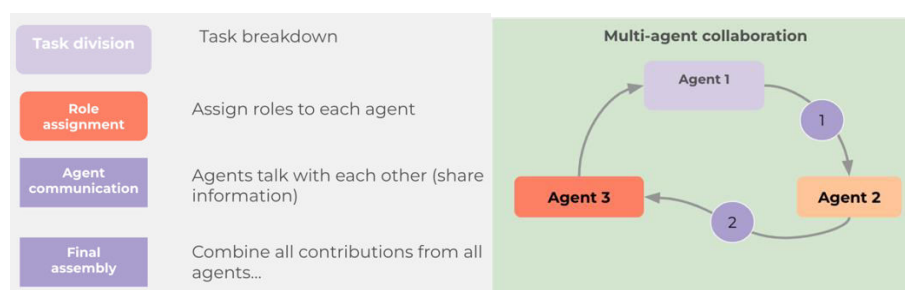 Task division
Task breakdown
Role
assignment
Assign roles to each agent
Agent
communication
Agents talk with each other (share
information)
Final
assembly
Combine all contributions from all
agents...
Multi-agent collaboration
Agent 1
1
Agent 2
2
Agent 3